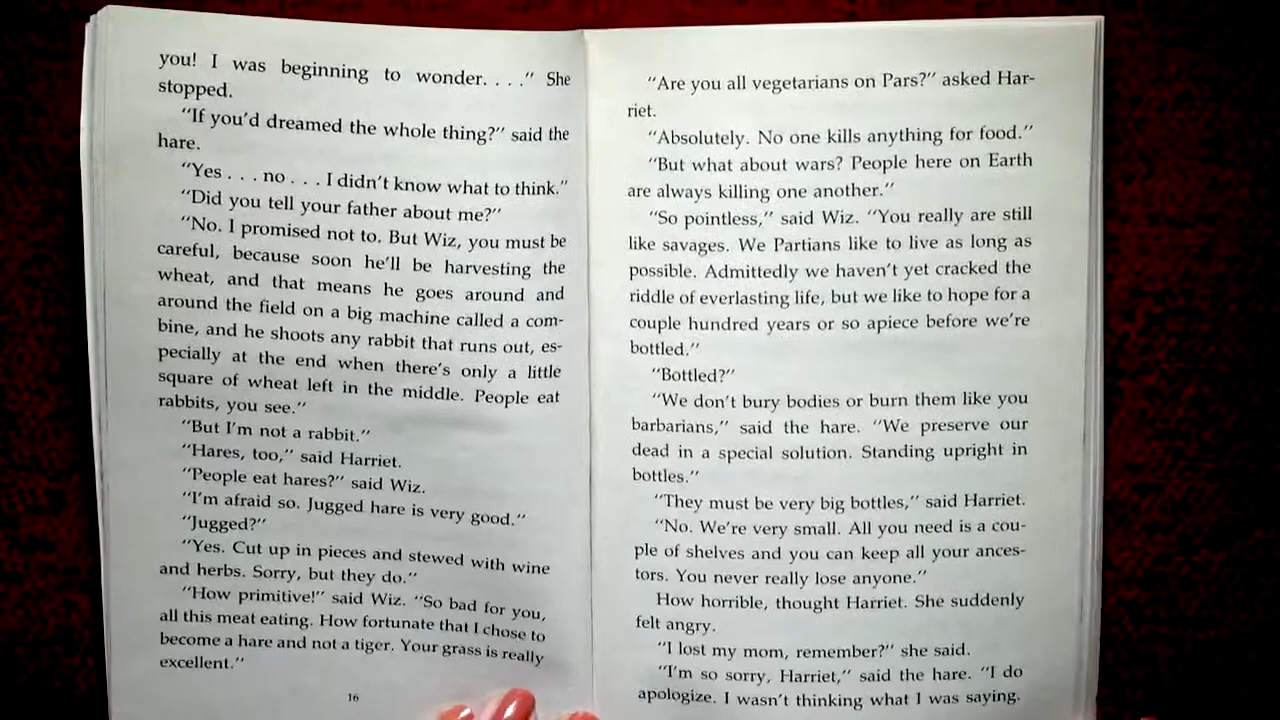 you! I was beginning to wonder. . . ." She
stopped.
"If you'd dreamed the whole thing?" said the
hare.
"Yes . . . no . . . I didn't know what to think."
"Did you tell your father about me?"
"No. I promised not to. But Wiz, you must be
careful, because soon he'll be harvesting the
wheat, and that means he goes around and
around the field on a big machine called a com-
bine, and he shoots any rabbit that runs out, es-
pecially at the end when there's only a little
square of wheat left in the middle. People eat
rabbits, you see."
"But I'm not a rabbit."
"Hares, too," said Harriet.
"People eat hares?" said Wiz.
"I'm afraid so. Jugged hare is very good."
"Jugged?"
"Yes. Cut up in pieces and stewed with wine
and herbs. Sorry, but they do."
"How primitive!" said Wiz. "So bad for you,
all this meat eating. How fortunate that I chose to
become a hare and not a tiger. Your grass is really
excellent."
16
"Are you all vegetarians on Pars?" asked Har-
riet.
"Absolutely. No one kills anything for food."
"But what about wars? People here on Earth
are always killing one another."
"So pointless," said Wiz. "You really are still
like savages. We Partians like to live as long as
possible. Admittedly we haven't yet cracked the
riddle of everlasting life, but we like to hope for a
couple hundred years or so apiece before we're
bottled."
"Bottled?"
"We don't bury bodies or burn them like you
barbarians," said the hare. "We preserve our
dead in a special solution. Standing upright in
bottles."
"They must be very big bottles," said Harriet.
"No. We're very small. All you need is a cou-
ple of shelves and you can keep all your ances-
tors. You never really lose anyone."
How horrible, thought Harriet. She suddenly
felt angry.
"I lost my mom, remember?" she said.
"I'm so sorry, Harriet," said the hare. "I do
apologize. I wasn't thinking what I was saying.